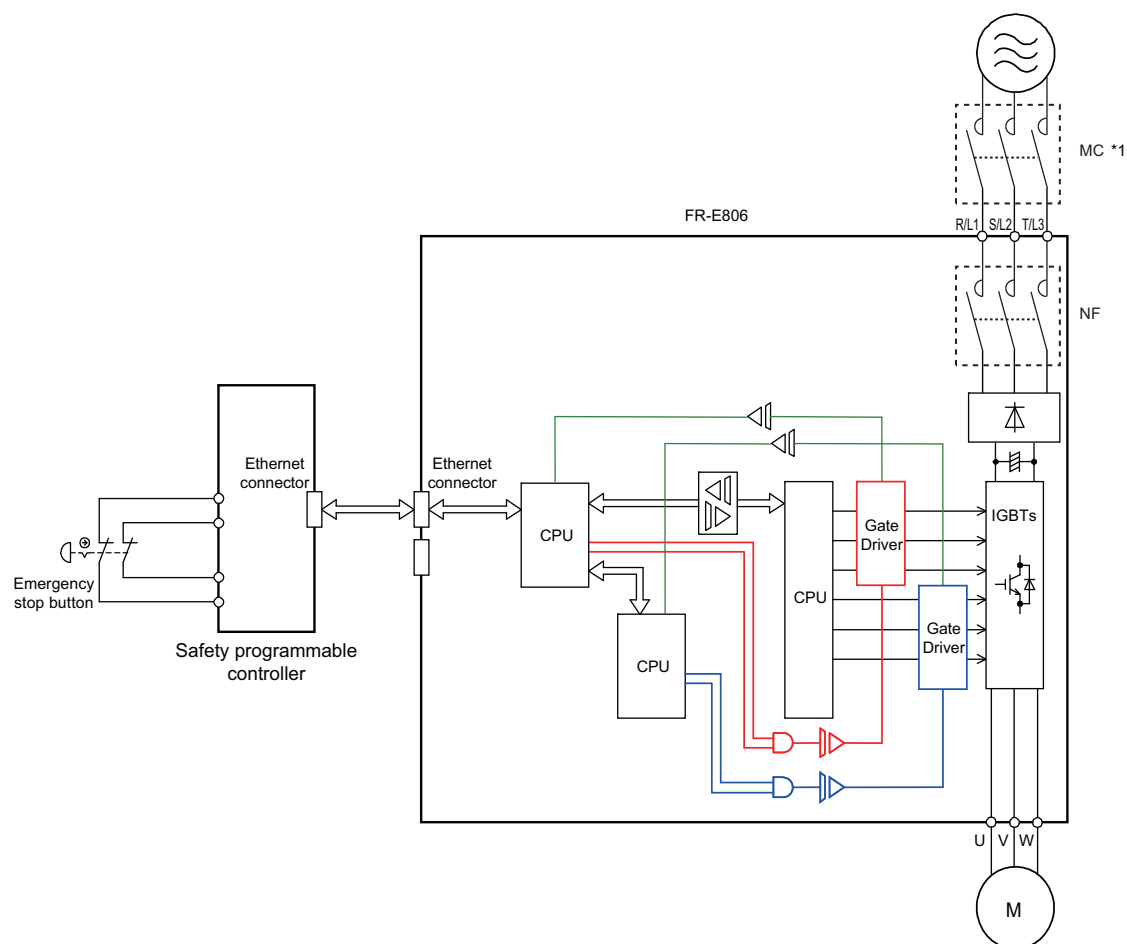 MC *1
FR-E806
R/L1 S/L2 T/L3
NF
Ethernet
connector
Ethernet
connector
CPU
Gate
Driver
IGBTs
Emergency
stop button
CPU
Gate
Driver
CPU
Safety programmable
controller
U V W
M